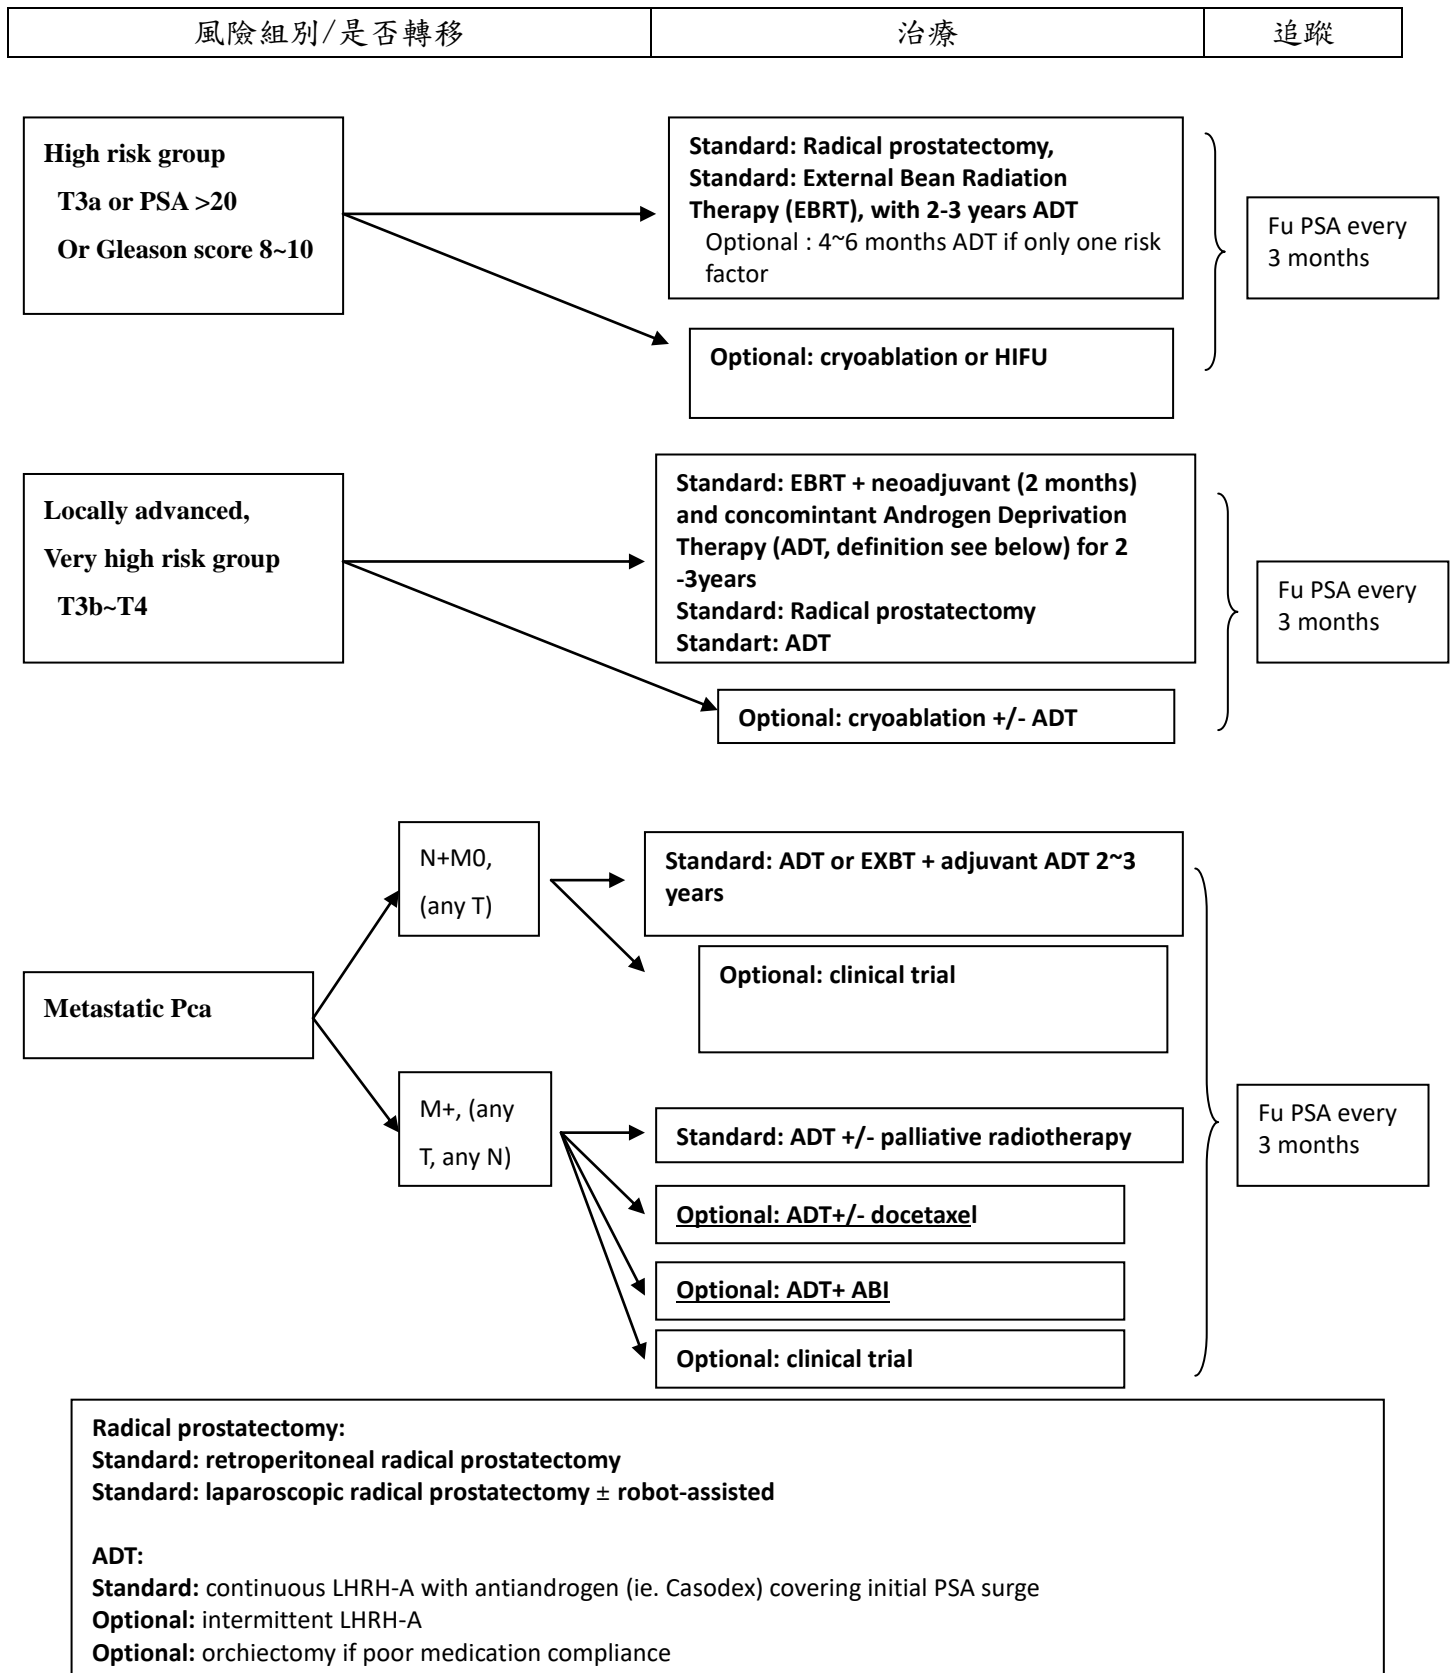 風險組別/是否轉移
治療
追蹤
High risk group
T3a or PSA >20
Or Gleason score 8~10
Standard: Radical prostatectomy,
Standard: External Bean Radiation
Therapy (EBRT), with 2-3 years ADT
Optional : 4~6 months ADT if only one risk
factor
Optional: cryoablation or HIFU
Fu PSA every
3 months
Locally advanced,
Very high risk group
T3b~T4
Standard: EBRT + neoadjuvant (2 months)
and concomintant Androgen Deprivation
Therapy (ADT, definition see below) for 2
-3years
Standard: Radical prostatectomy
Standart: ADT
Optional: cryoablation +/- ADT
Fu PSA every
3 months
Metastatic Pca
N+M0,
(any T)
Standard: ADT or EXBT + adjuvant ADT 2~3
years
Optional: clinical trial
M+, (any
T, any N)
Standard: ADT +/- palliative radiotherapy
Optional: ADT+/- docetaxel
Optional: ADT+ ABI
Optional: clinical trial
Fu PSA every
3 months
Radical prostatectomy:
Standard: retroperitoneal radical prostatectomy
Standard: laparoscopic radical prostatectomy ± robot-assisted
ADT:
Standard: continuous LHRH-A with antiandrogen (ie. Casodex) covering initial PSA surge
Optional: intermittent LHRH-A
Optional: orchiectomy if poor medication compliance